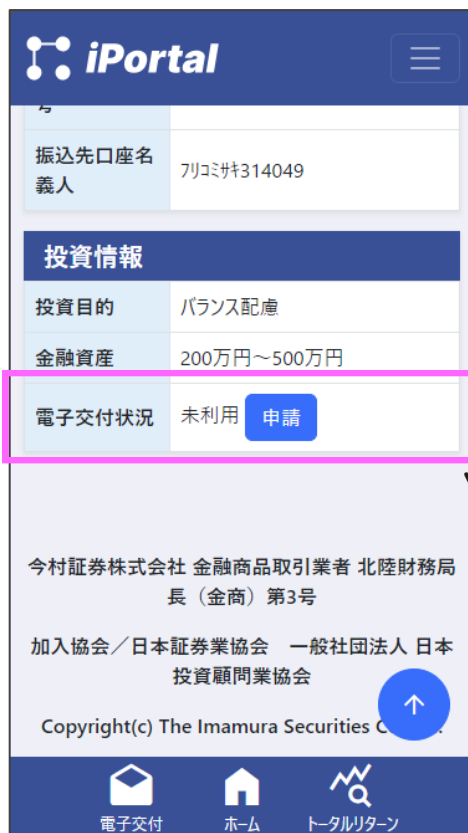 iPortal
振込先口座名
義人
ﾌﾘｺﾐｻｷ314049
投資情報
投資目的
バランス配慮
金融資産
200万円～500万円
電子交付状況
未利用
申請
今村証券株式会社 金融商品取引業者 北陸財務局
長（金商）第3号
加入協会／日本証券業協会　一般社団法人 日本
投資顧問業協会
Copyright(c) The Imamura Securities
電子交付
ホーム
トータルリターン